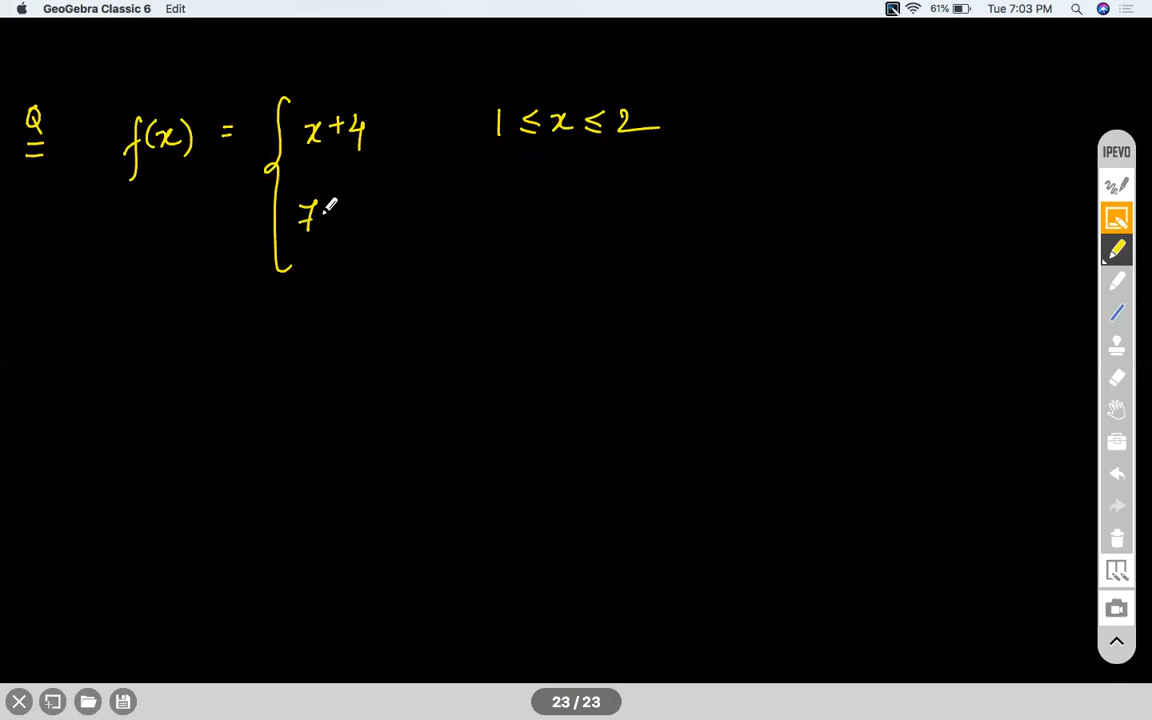 GeoGebra Classic 6 Edit 61% Tue 7:03 PM
Q f(x) = { x+4 1 ≤ x ≤ 2
7
IPEVO
23 / 23